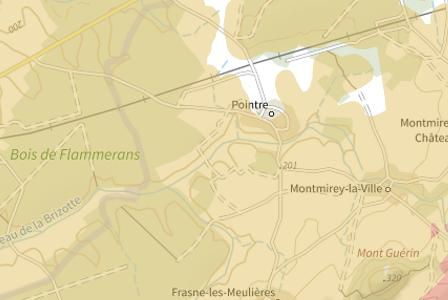 200
Pointre
Montmire
Châtea
Bois de Flammerans
201
Montmirey-la-Ville
eau de la Brizotte
Mont Guérin
320
Frasne-les-Meulières